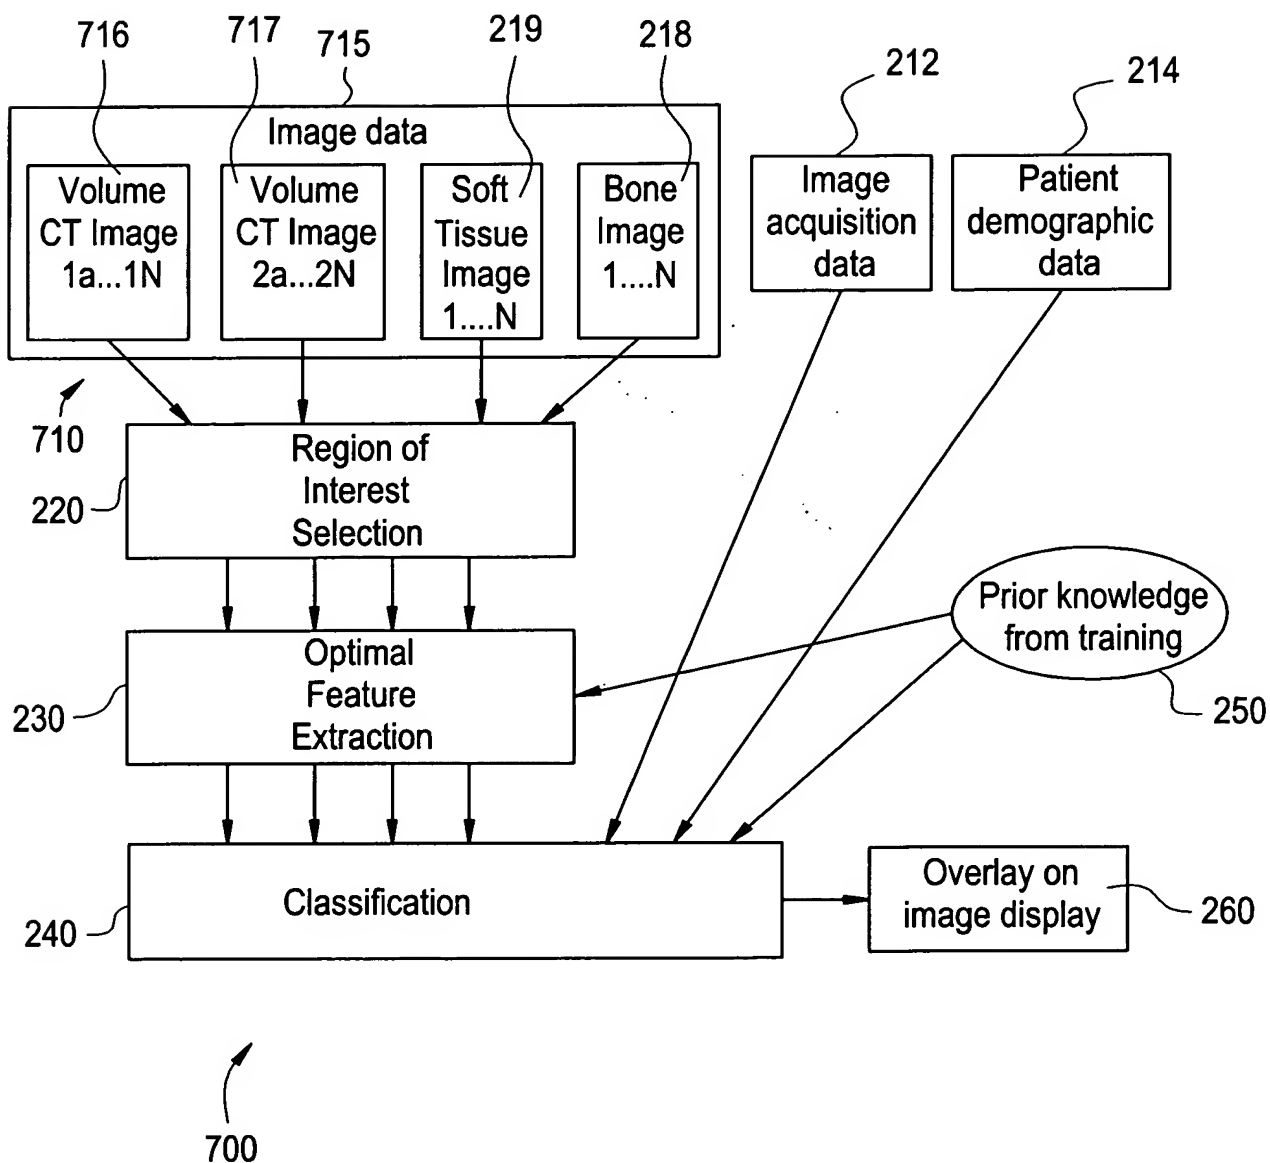 716
717
715
219
218
212
214
Image data
Volume
CT Image
1a...1N
Volume
CT Image
2a...2N
Soft
Tissue
Image
1....N
Bone
Image
1....N
Image
acquisition
data
Patient
demographic
data
710
Region of
Interest
Selection
220
Prior knowledge
from training
Optimal
Feature
Extraction
230
250
Classification
240
Overlay on
image display
260
700